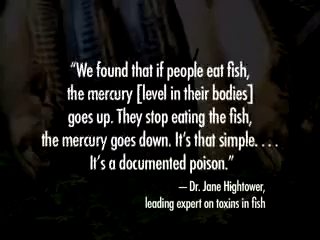 “We found that if people eat fish,
the mercury [level in their bodies]
goes up. They stop eating the fish,
the mercury goes down. It’s that simple. . . .
It’s a documented poison.”
— Dr. Jane Hightower,
leading expert on toxins in fish